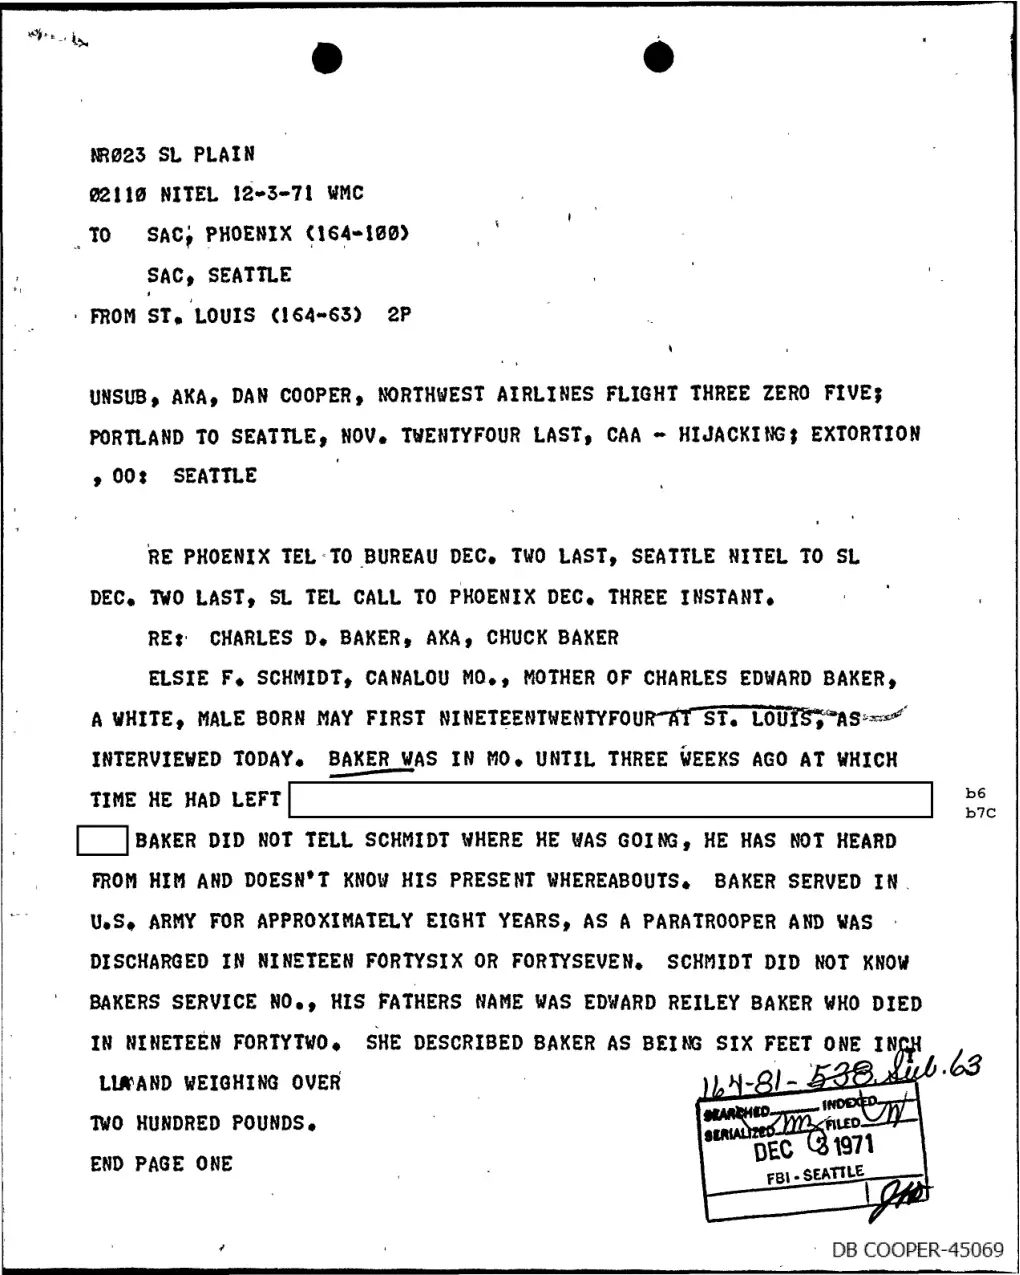 NR023 SL PLAIN
02110 NITEL 12-3-71 WMC
TO SAC, PHOENIX (164-100)
SAC, SEATTLE
FROM ST. LOUIS (164-63) 2P
UNSUB, AKA, DAN COOPER, NORTHWEST AIRLINES FLIGHT THREE ZERO FIVE;
PORTLAND TO SEATTLE, NOV. TWENTYFOUR LAST, CAA - HIJACKING; EXTORTION
, OO: SEATTLE
RE PHOENIX TEL TO BUREAU DEC. TWO LAST, SEATTLE NITEL TO SL
DEC. TWO LAST, SL TEL CALL TO PHOENIX DEC. THREE INSTANT.
RE: CHARLES D. BAKER, AKA, CHUCK BAKER
ELSIE F. SCHMIDT, CANALOU MO., MOTHER OF CHARLES EDWARD BAKER,
A WHITE, MALE BORN MAY FIRST NINETEENTWENTYFOUR AT ST. LOUIS, AS
INTERVIEWED TODAY. BAKER WAS IN MO. UNTIL THREE WEEKS AGO AT WHICH
TIME HE HAD LEFT
b6
b7C
BAKER DID NOT TELL SCHMIDT WHERE HE WAS GOING, HE HAS NOT HEARD
FROM HIM AND DOESN'T KNOW HIS PRESENT WHEREABOUTS. BAKER SERVED IN
U.S. ARMY FOR APPROXIMATELY EIGHT YEARS, AS A PARATROOPER AND WAS
DISCHARGED IN NINETEEN FORTYSIX OR FORTYSEVEN. SCHMIDT DID NOT KNOW
BAKERS SERVICE NO., HIS FATHERS NAME WAS EDWARD REILEY BAKER WHO DIED
IN NINETEEN FORTYTWO. SHE DESCRIBED BAKER AS BEING SIX FEET ONE INCH
AND WEIGHING OVER
TWO HUNDRED POUNDS.
END PAGE ONE
164-81-538 Sub.63
SEARCHED INDEXED
SERIALIZED FILED
DEC 3 1971
FBI - SEATTLE
DB COOPER-45069